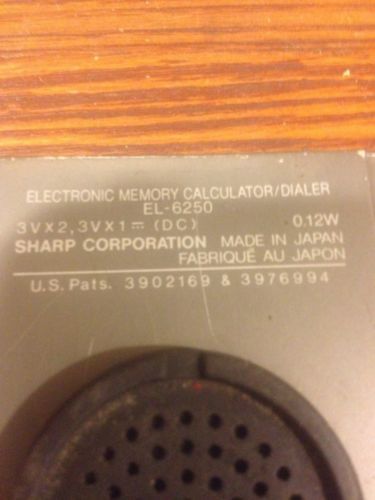 ELECTRONIC MEMORY CALCULATOR/DIALER
EL-6250
3V X 2, 3V X 1 ⎓ (DC) 0.12W
SHARP CORPORATION MADE IN JAPAN
FABRIQUÉ AU JAPON
U.S. Pats. 3902169 & 3976994